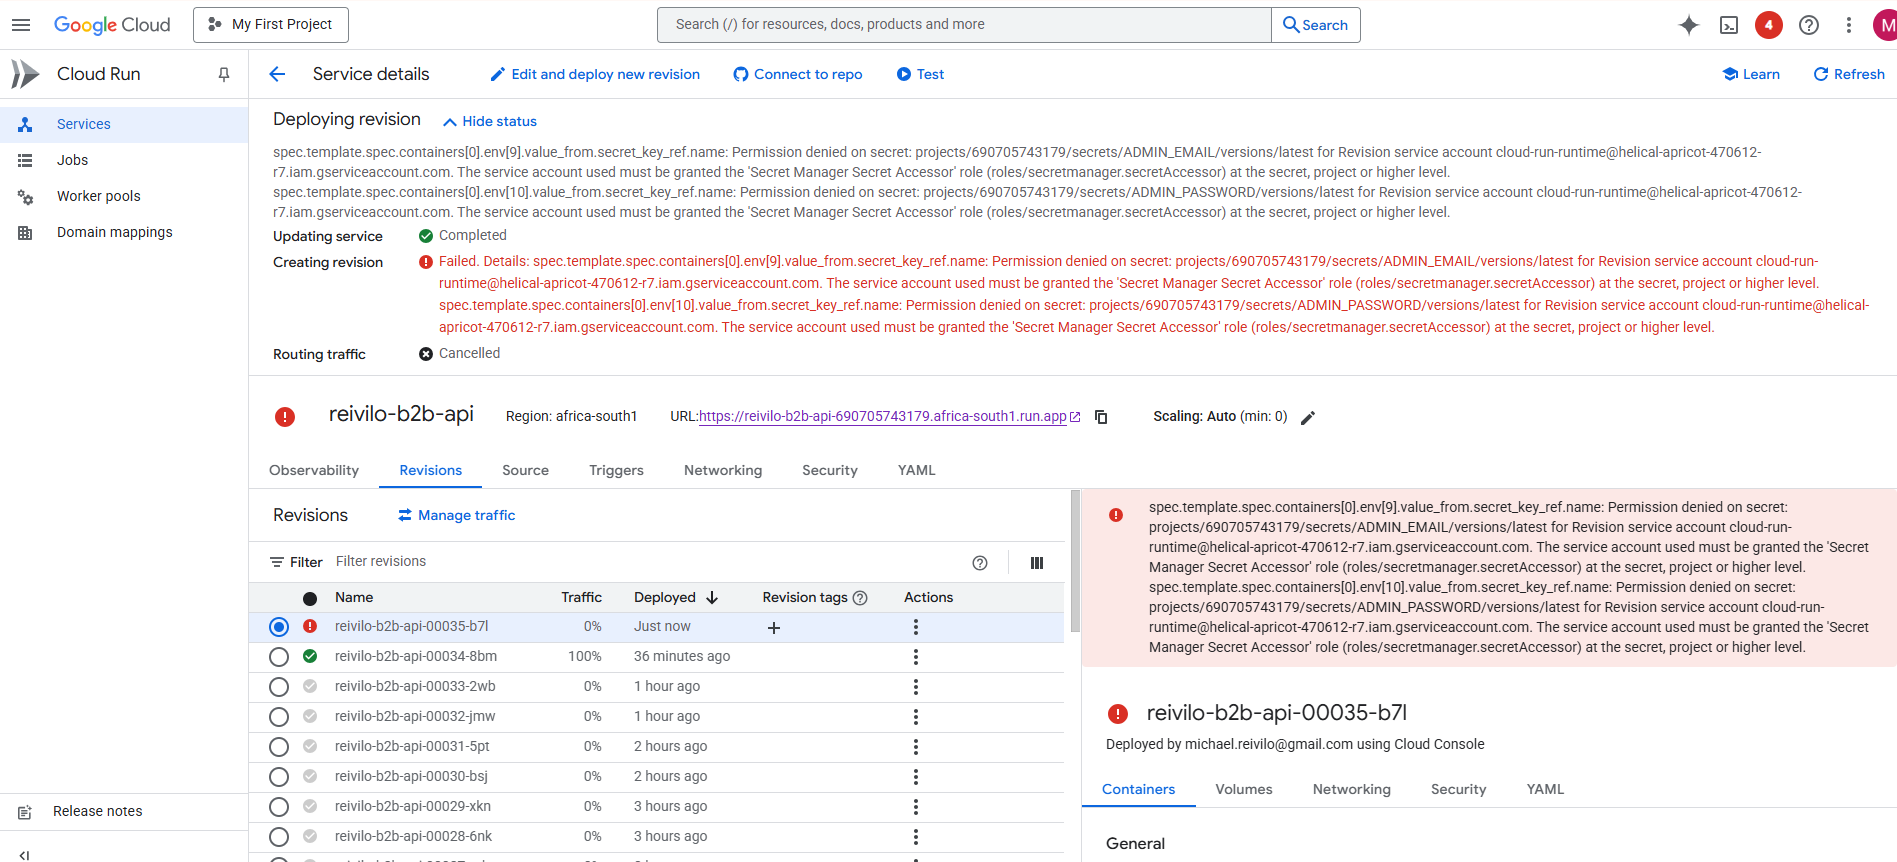 Google Cloud
My First Project
Search (/) for resources, docs, products and more
Search
4
M
Cloud Run
Service details
Edit and deploy new revision
Connect to repo
Test
Learn
Refresh
Services
Jobs
Worker pools
Domain mappings
Release notes
Deploying revision
Hide status
spec.template.spec.containers[0].env[9].value_from.secret_key_ref.name: Permission denied on secret: projects/690705743179/secrets/ADMIN_EMAIL/versions/latest for Revision service account cloud-run-runtime@helical-apricot-470612-
r7.iam.gserviceaccount.com. The service account used must be granted the 'Secret Manager Secret Accessor' role (roles/secretmanager.secretAccessor) at the secret, project or higher level.
spec.template.spec.containers[0].env[10].value_from.secret_key_ref.name: Permission denied on secret: projects/690705743179/secrets/ADMIN_PASSWORD/versions/latest for Revision service account cloud-run-runtime@helical-apricot-470612-
r7.iam.gserviceaccount.com. The service account used must be granted the 'Secret Manager Secret Accessor' role (roles/secretmanager.secretAccessor) at the secret, project or higher level.
Updating service Completed
Creating revision Failed. Details: spec.template.spec.containers[0].env[9].value_from.secret_key_ref.name: Permission denied on secret: projects/690705743179/secrets/ADMIN_EMAIL/versions/latest for Revision service account cloud-run-
runtime@helical-apricot-470612-r7.iam.gserviceaccount.com. The service account used must be granted the 'Secret Manager Secret Accessor' role (roles/secretmanager.secretAccessor) at the secret, project or higher level.
spec.template.spec.containers[0].env[10].value_from.secret_key_ref.name: Permission denied on secret: projects/690705743179/secrets/ADMIN_PASSWORD/versions/latest for Revision service account cloud-run-runtime@helical-
apricot-470612-r7.iam.gserviceaccount.com. The service account used must be granted the 'Secret Manager Secret Accessor' role (roles/secretmanager.secretAccessor) at the secret, project or higher level.
Routing traffic Cancelled
reivilo-b2b-api
Region: africa-south1
URL:https://reivilo-b2b-api-690705743179.africa-south1.run.app
Scaling: Auto (min: 0)
Observability Revisions Source Triggers Networking Security YAML
Revisions
Manage traffic
Filter Filter revisions
Name Traffic Deployed Revision tags Actions
reivilo-b2b-api-00035-b7l 0% Just now
reivilo-b2b-api-00034-8bm 100% 36 minutes ago
reivilo-b2b-api-00033-2wb 0% 1 hour ago
reivilo-b2b-api-00032-jmw 0% 1 hour ago
reivilo-b2b-api-00031-5pt 0% 2 hours ago
reivilo-b2b-api-00030-bsj 0% 2 hours ago
reivilo-b2b-api-00029-xkn 0% 3 hours ago
reivilo-b2b-api-00028-6nk 0% 3 hours ago
spec.template.spec.containers[0].env[9].value_from.secret_key_ref.name: Permission denied on secret:
projects/690705743179/secrets/ADMIN_EMAIL/versions/latest for Revision service account cloud-run-
runtime@helical-apricot-470612-r7.iam.gserviceaccount.com. The service account used must be granted the 'Secret
Manager Secret Accessor' role (roles/secretmanager.secretAccessor) at the secret, project or higher level.
spec.template.spec.containers[0].env[10].value_from.secret_key_ref.name: Permission denied on secret:
projects/690705743179/secrets/ADMIN_PASSWORD/versions/latest for Revision service account cloud-run-
runtime@helical-apricot-470612-r7.iam.gserviceaccount.com. The service account used must be granted the 'Secret
Manager Secret Accessor' role (roles/secretmanager.secretAccessor) at the secret, project or higher level.
reivilo-b2b-api-00035-b7l
Deployed by michael.reivilo@gmail.com using Cloud Console
Containers Volumes Networking Security YAML
General